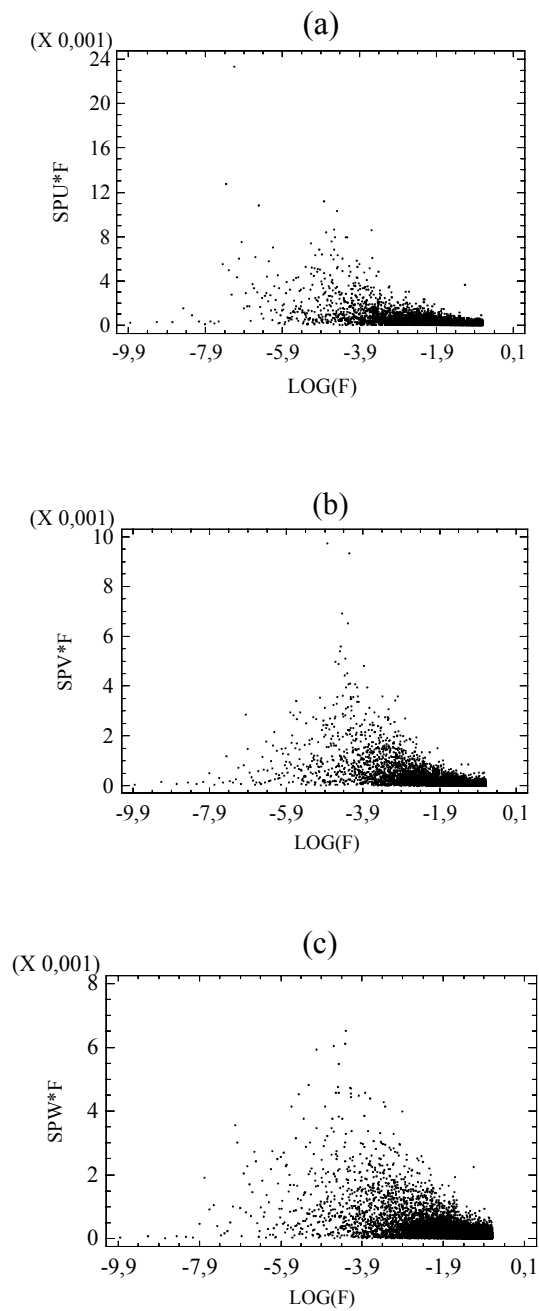 (a)
(X 0,001)
24
20
16
12
8
4
0
SPU*F
-9,9 -7,9 -5,9 -3,9 -1,9 0,1
LOG(F)
(b)
(X 0,001)
10
8
6
4
2
0
SPV*F
-9,9 -7,9 -5,9 -3,9 -1,9 0,1
LOG(F)
(c)
(X 0,001)
8
6
4
2
0
SPW*F
-9,9 -7,9 -5,9 -3,9 -1,9 0,1
LOG(F)